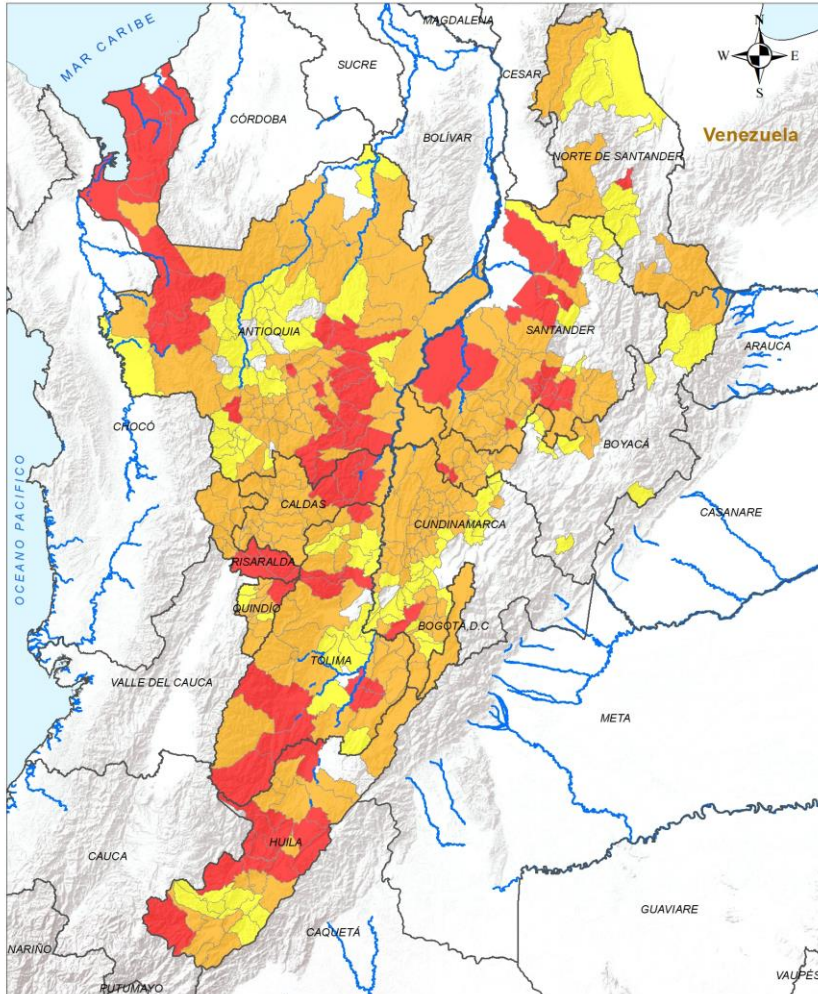 MAGDALENA
N
MAR CARIBE
SUCRE
CESAR
W
E
S
CÓRDOBA
BOLÍVAR
Venezuela
NORTE DE SANTANDER
ANTIOQUIA
SANTANDER
ARAUCA
CHOCÓ
BOYACÁ
CALDAS
CUNDINAMARCA
CASANARE
OCEANO PACIFICO
RISARALDA
QUINDÍO
BOGOTÁ, D.C
TOLIMA
VALLE DEL CAUCA
META
HUILA
CAUCA
GUAVIARE
CAQUETÁ
NARIÑO
PUTUMAYO
VAUPÉS